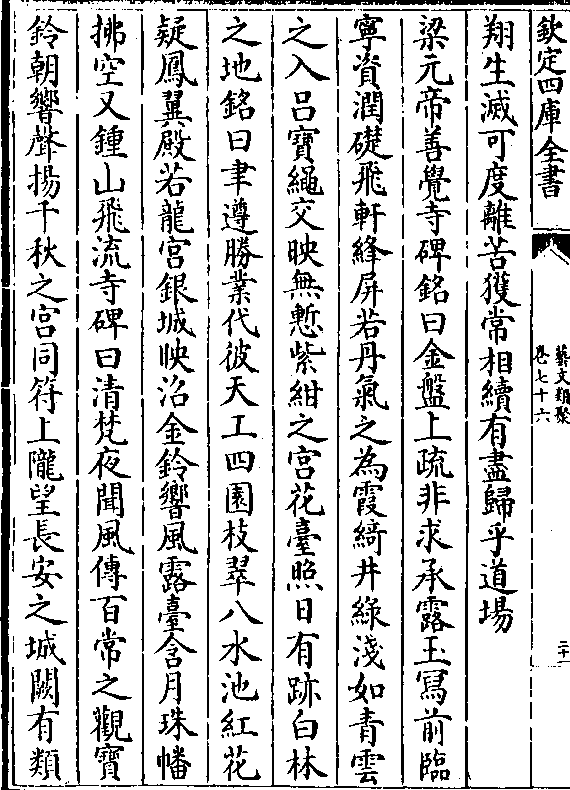 欽定四庫全書
藝文類聚
卷七十六
二十一
翔生滅可度離苦獲常相續有盡歸乎道場
梁元帝善覺寺碑銘曰金盤上疏非求承露玉舄前臨
寧資潤礎飛軒絳屏若丹氣之為霞綺井綠淺如青雲
之入吕寶繩交映無慙紫紺之宮花臺照日有跡白林
之地銘曰聿遵勝業代彼天工四園枝翠八水池紅花
疑鳳翼殿若龍宮銀城映沼金鈴響風露臺含月珠幡
拂空又鍾山飛流寺碑曰清梵夜聞風傳百常之觀寳
鈴朝響聲揚千秋之宮同符上隴望長安之城闕有類